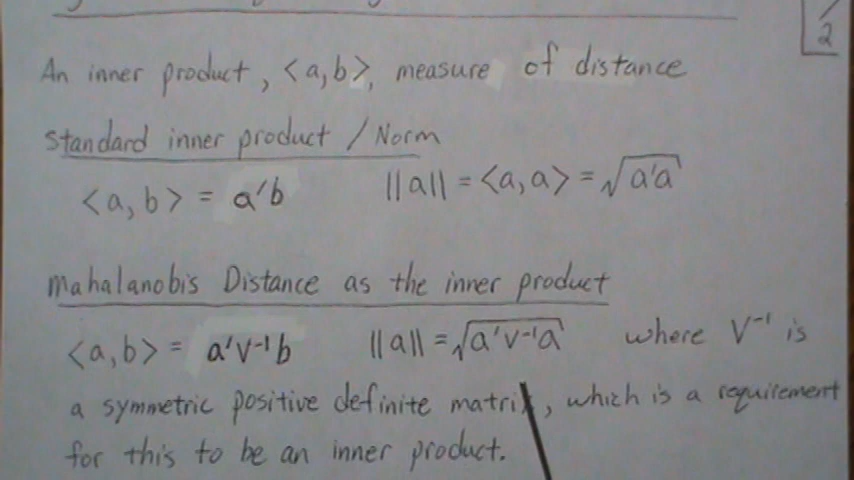 An inner product, <a,b>, measure of distance
standard inner product / Norm
<a,b> = a'b ||a|| = <a,a> = √a'a
mahalanobis Distance as the inner product
<a,b> = a'V⁻¹b ||a|| = √a'V⁻¹a where V⁻¹ is
a symmetric positive definite matrix, which is a requirement
for this to be an inner product.
2